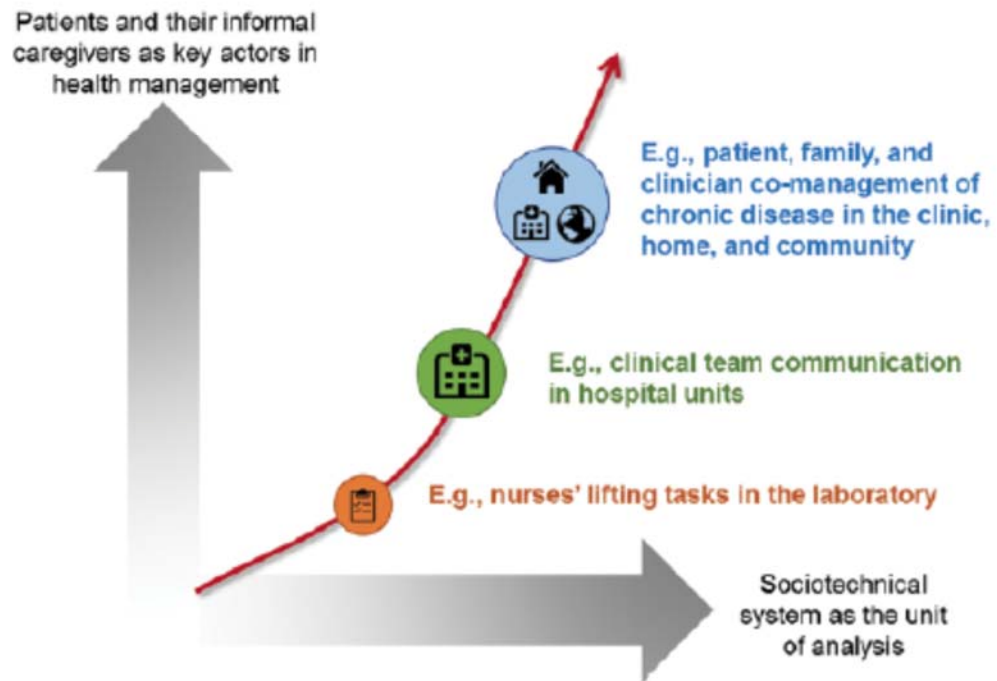 Patients and their informal
caregivers as key actors in
health management
E.g., patient, family, and
clinician co-management of
chronic disease in the clinic,
home, and community
E.g., clinical team communication
in hospital units
E.g., nurses' lifting tasks in the laboratory
Sociotechnical
system as the unit
of analysis